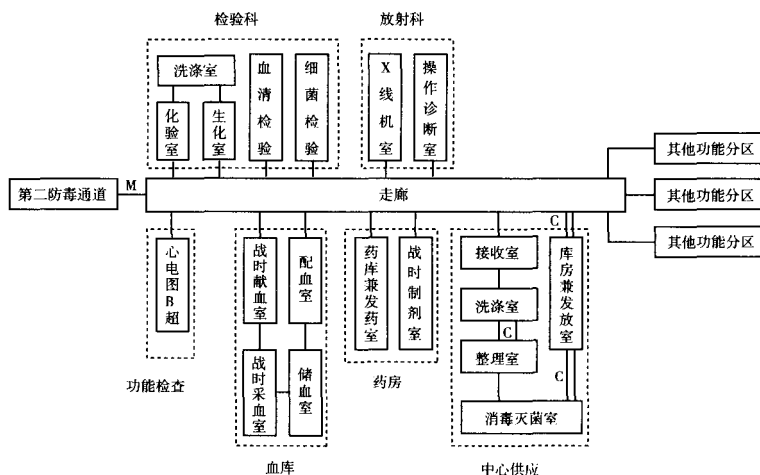 检验科
放射科
洗涤室
化验室
生化室
血清检验
细菌检验
X线机室
操作诊断室
其他功能分区
第二防毒通道
M
走廊
其他功能分区
其他功能分区
C
心电图B超
战时献血室
配血室
药库兼发药室
战时制剂室
接收室
库房兼发放室
洗涤室
C
整理室
战时采血室
储血室
C
消毒灭菌室
功能检查
药房
血库
中心供应